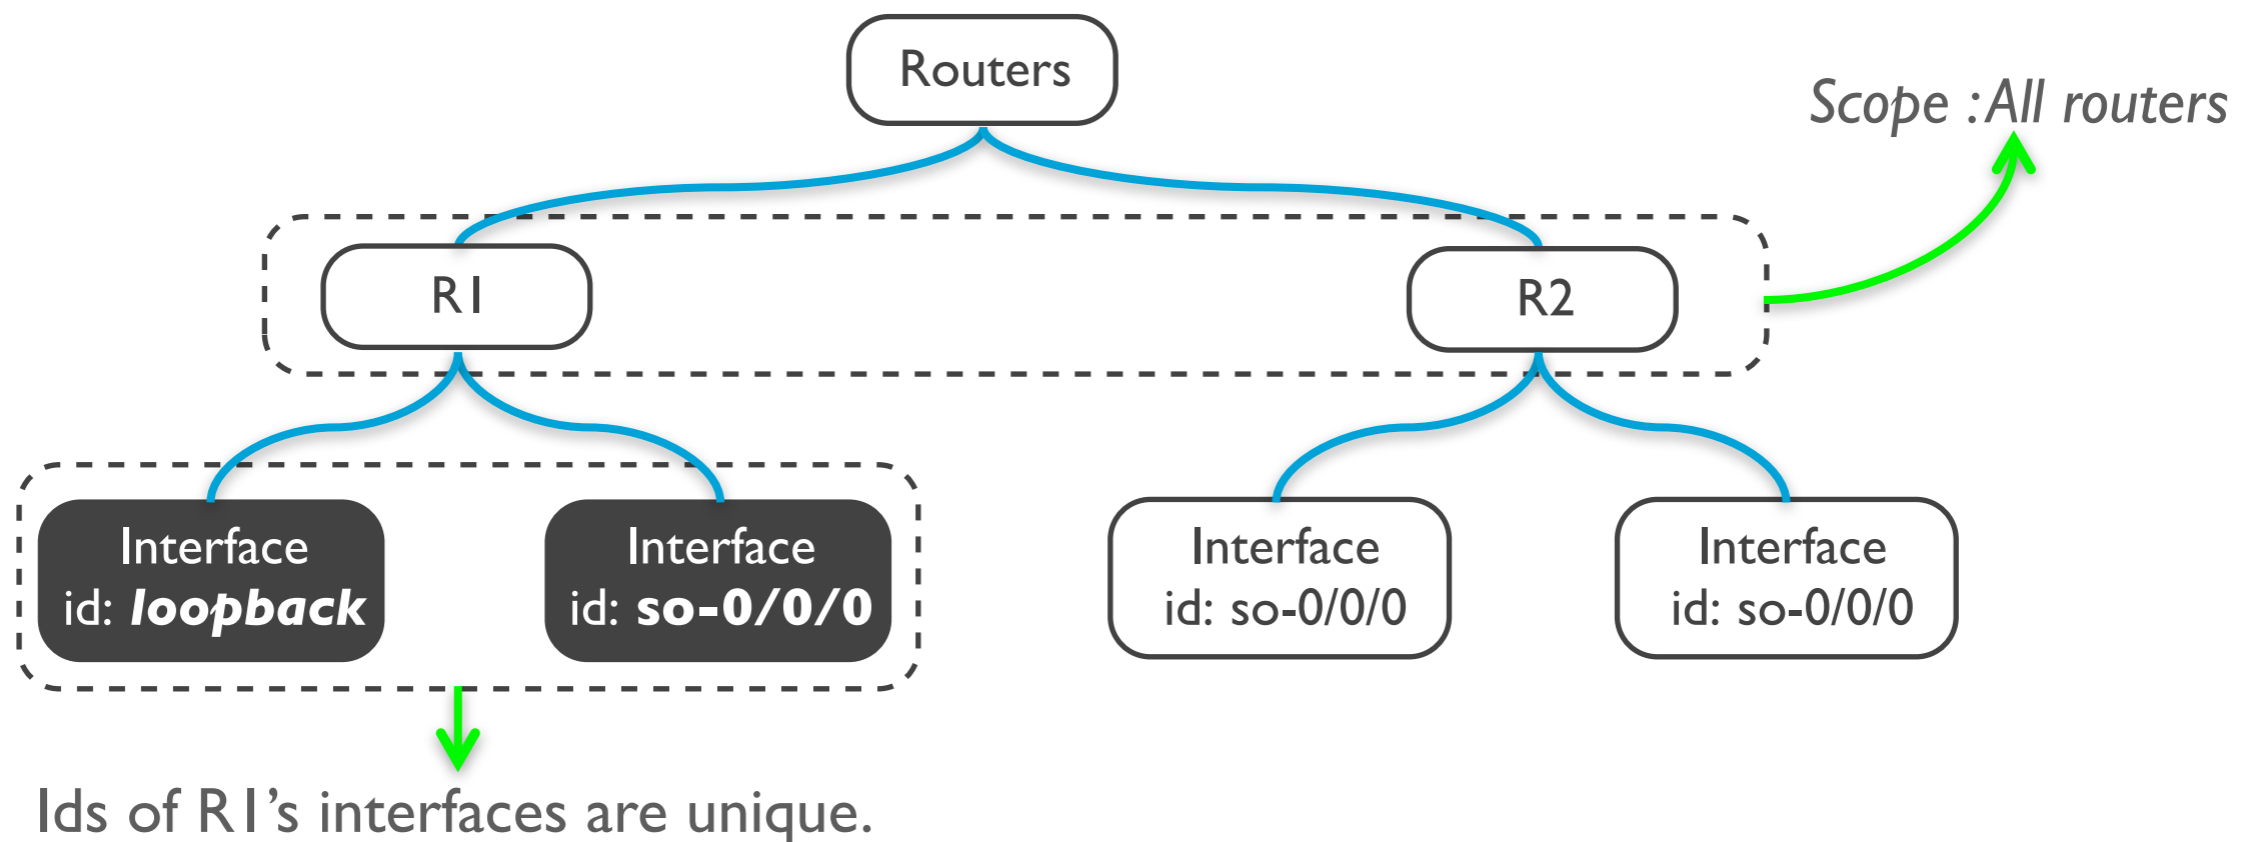 Routers
Scope : All routers
R1
R2
Interface
id: loopback
Interface
id: so-0/0/0
Interface
id: so-0/0/0
Interface
id: so-0/0/0
Ids of R1’s interfaces are unique.